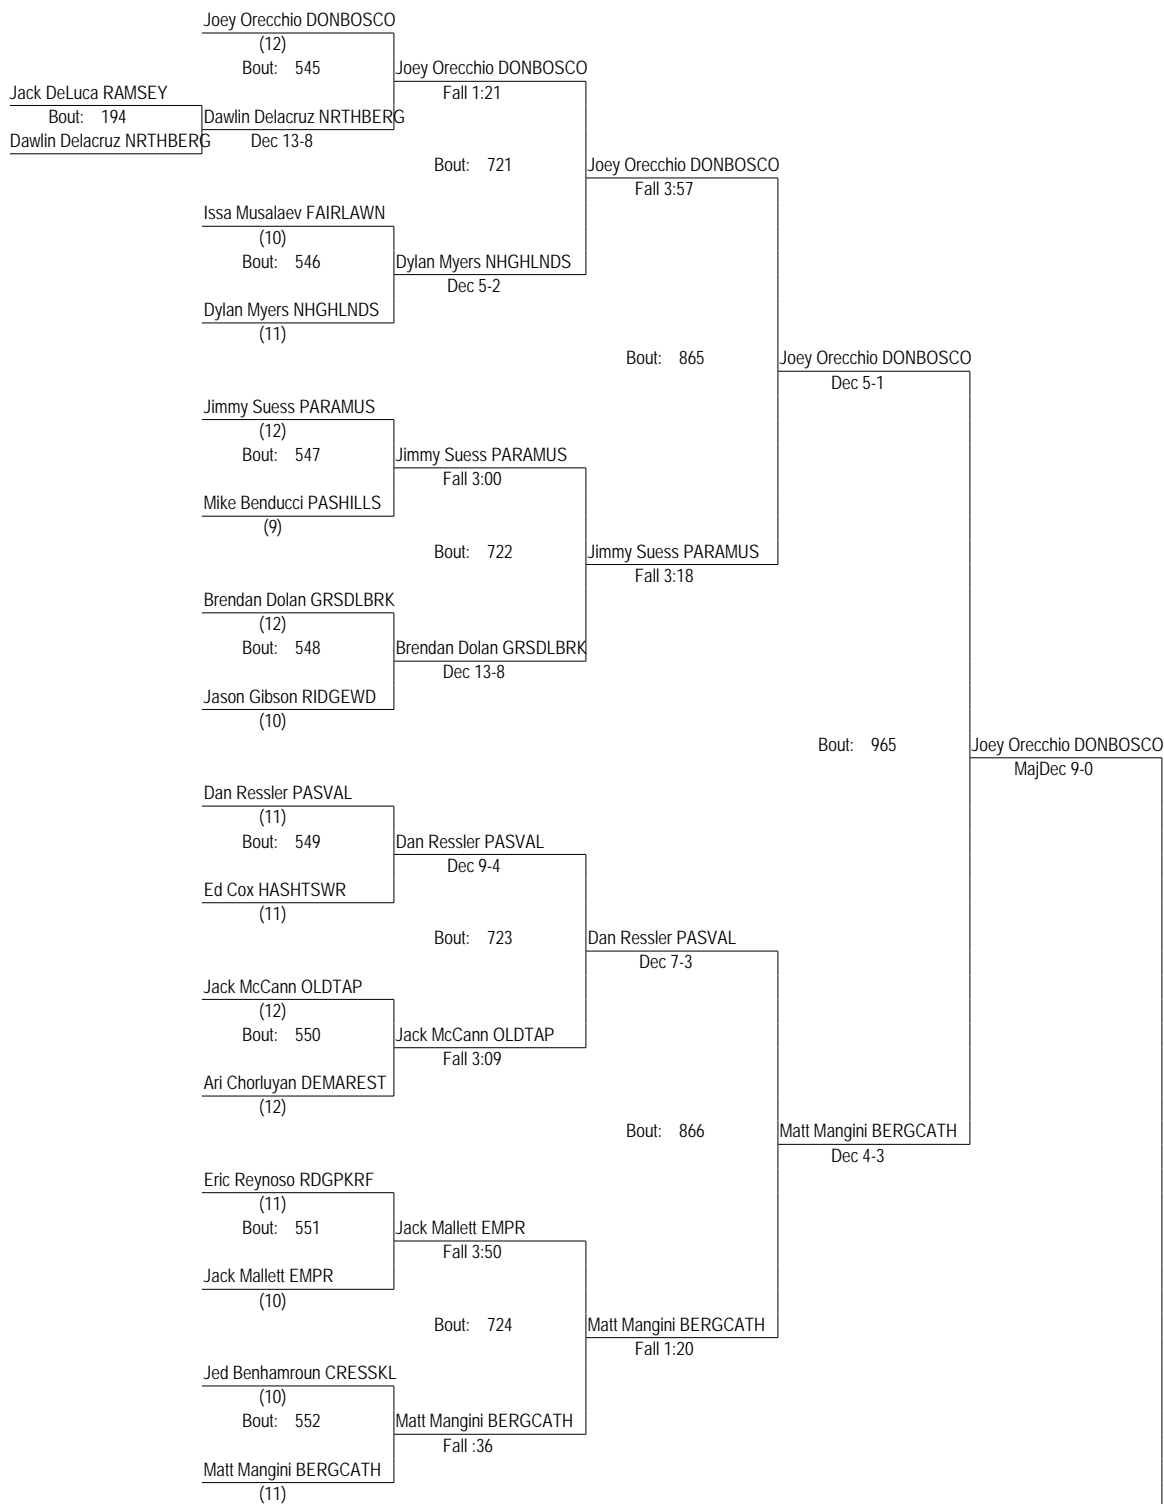 Joey Orecchio DONBOSCO
(12)
Bout: 545
Joey Orecchio DONBOSCO
Fall 1:21
Jack DeLuca RAMSEY
Bout: 194
Dawlin Delacruz NRTHBERG
Dawlin Delacruz NRTHBERG
Dec 13-8
Bout: 721
Joey Orecchio DONBOSCO
Fall 3:57
Issa Musalaev FAIRLAWN
(10)
Bout: 546
Dylan Myers NHGHLNDS
Dec 5-2
Dylan Myers NHGHLNDS
(11)
Bout: 865
Joey Orecchio DONBOSCO
Dec 5-1
Jimmy Suess PARAMUS
(12)
Bout: 547
Jimmy Suess PARAMUS
Fall 3:00
Mike Benducci PASHILLS
(9)
Bout: 722
Jimmy Suess PARAMUS
Fall 3:18
Brendan Dolan GRSDLBRK
(12)
Bout: 548
Brendan Dolan GRSDLBRK
Dec 13-8
Jason Gibson RIDGEWD
(10)
Bout: 965
Joey Orecchio DONBOSCO
MajDec 9-0
Dan Ressler PASVAL
(11)
Bout: 549
Dan Ressler PASVAL
Dec 9-4
Ed Cox HASHTSWR
(11)
Bout: 723
Dan Ressler PASVAL
Dec 7-3
Jack McCann OLDTAP
(12)
Bout: 550
Jack McCann OLDTAP
Fall 3:09
Ari Chorluyan DEMAREST
(12)
Bout: 866
Matt Mangini BERGCATH
Dec 4-3
Eric Reynoso RDGPKRF
(11)
Bout: 551
Jack Mallett EMPR
Fall 3:50
Jack Mallett EMPR
(10)
Bout: 724
Matt Mangini BERGCATH
Fall 1:20
Jed Benhamroun CRESSKL
(10)
Bout: 552
Matt Mangini BERGCATH
Fall :36
Matt Mangini BERGCATH
(11)